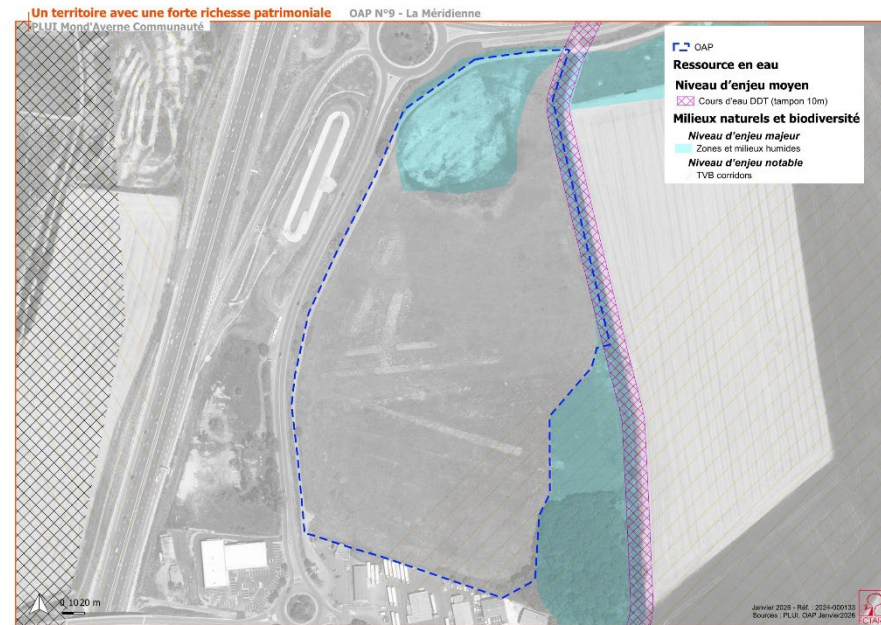 Un territoire avec une forte richesse patrimoniale OAP N°9 - La Méridienne
PLUI Mond'Averne Communauté
OAP
Ressource en eau
Niveau d'enjeu moyen
Cours d'eau DDT (tampon 10m)
Milieux naturels et biodiversité
Niveau d'enjeu majeur
Zones et milieux humides
Niveau d'enjeu notable
TVB corridors
0 10 20 m
Janvier 2026 - Réf. : 2024-000133
Sources : PLUI, OAP Janvier2026